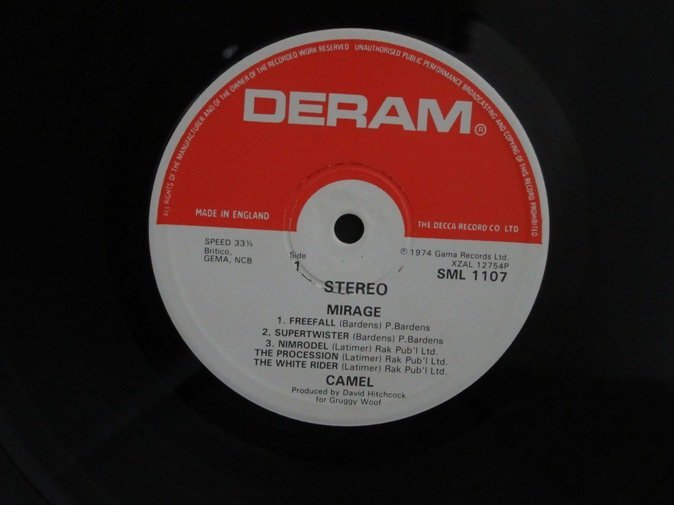 ALL RIGHTS OF THE MANUFACTURER AND OF THE OWNER OF THE RECORDED WORK RESERVED UNAUTHORISED PUBLIC PERFORMANCE BROADCASTING AND COPYING OF THIS RECORD PROHIBITED
DERAM®
MADE IN ENGLAND
THE DECCA RECORD CO LTD
SPEED 33⅓
Britico,
GEMA, NCB
Side
1
℗ 1974 Gama Records Ltd.
XZAL 12754P
SML 1107
STEREO
MIRAGE
1. FREEFALL (Bardens) P.Bardens
2. SUPERTWISTER (Bardens) P.Bardens
3. NIMRODEL (Latimer) Rak Pub'l Ltd.
THE PROCESSION (Latimer) Rak Pub'l Ltd.
THE WHITE RIDER (Latimer) Rak Pub'l Ltd.
CAMEL
Produced by David Hitchcock
for Gruggy Woof